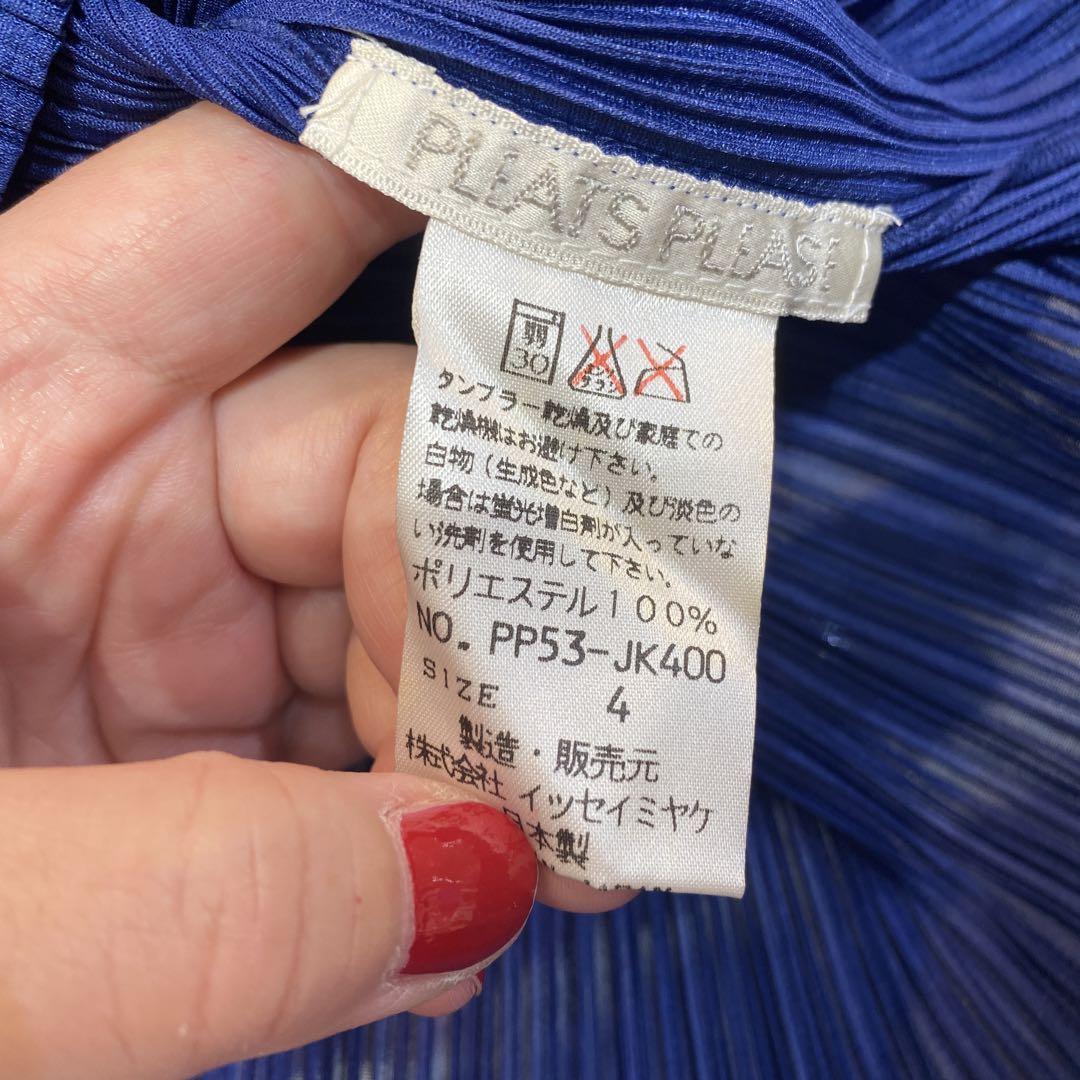 PLEATS PLEASE
弱
30
タンブラー乾燥及び家庭での
乾燥機はお避け下さい。
白物（生成色など）及び淡色の
場合は蛍光増白剤が入っていな
い洗剤を使用して下さい。
ポリエステル100%
NO. PP53-JK400
SIZE 4
製造・販売元
株式会社 イッセイミヤケ
日本製